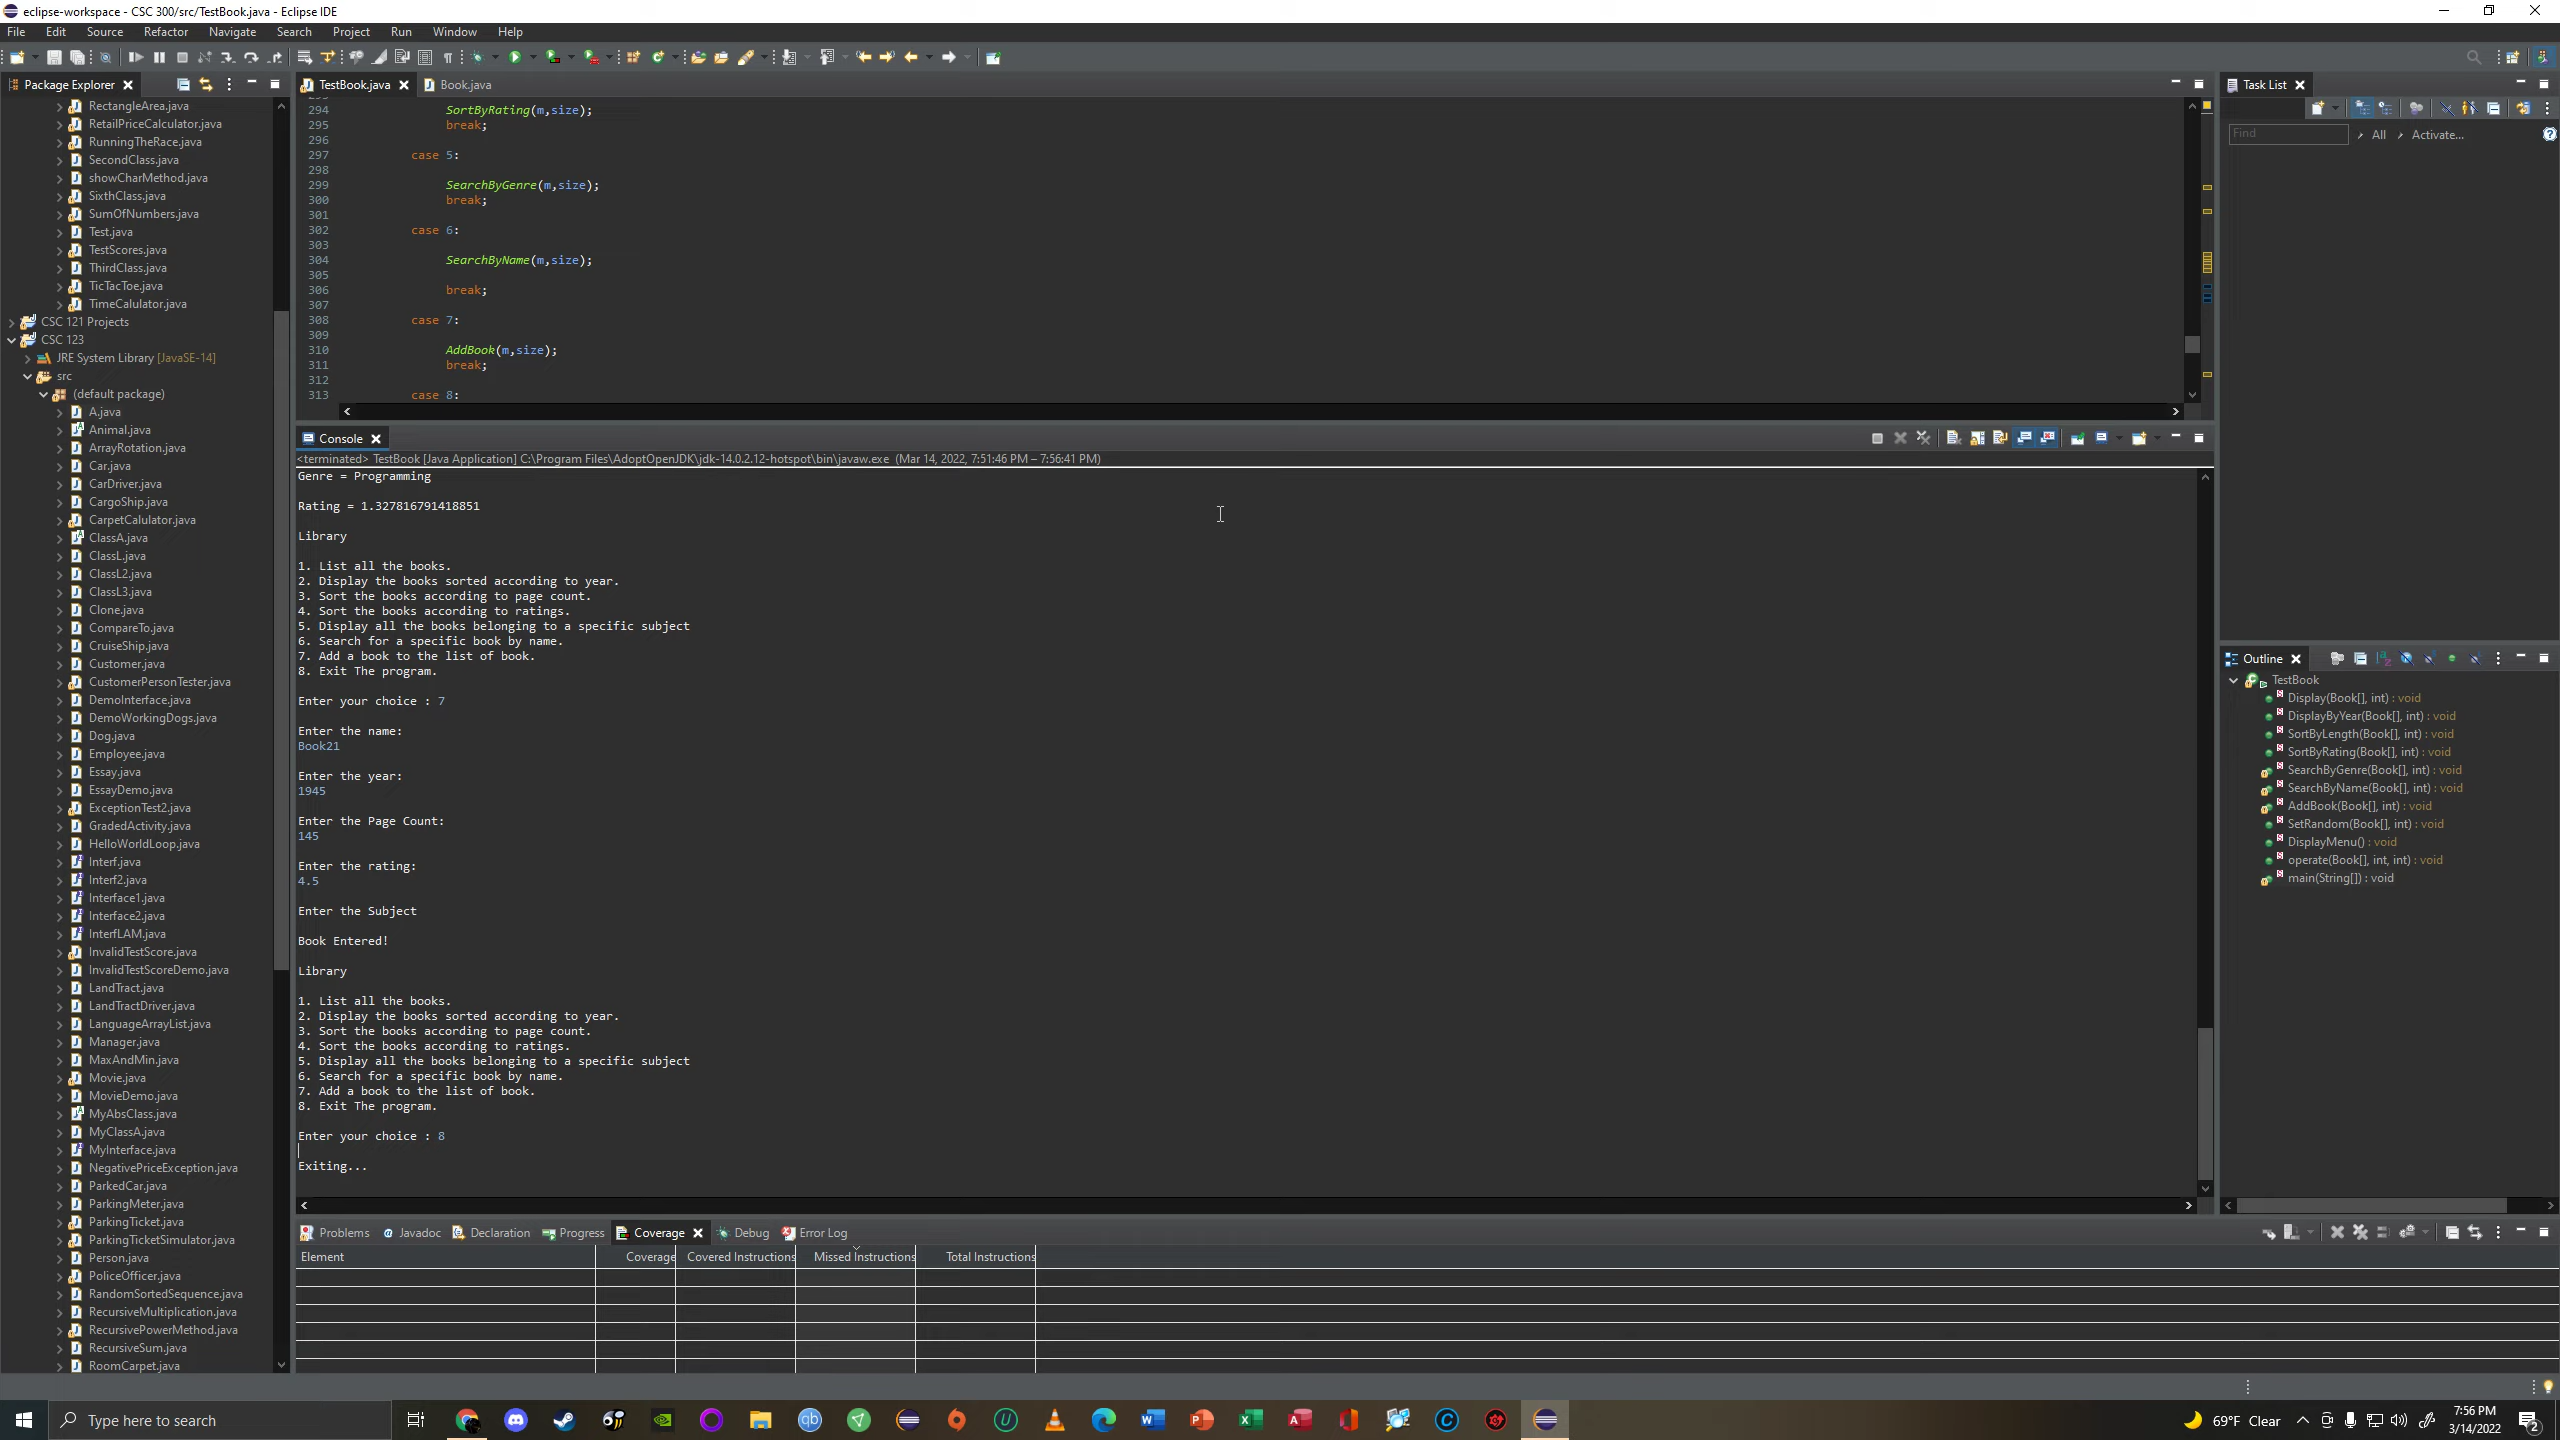 eclipse-workspace - CSC 300/src/TestBook.java - Eclipse IDE
File Edit Source Refactor Navigate Search Project Run Window Help
Package Explorer
RectangleArea.java
RetailPriceCalculator.java
RunningTheRace.java
SecondClass.java
showCharMethod.java
SixthClass.java
SumOfNumbers.java
Test.java
TestScores.java
ThirdClass.java
TicTacToe.java
TimeCalulator.java
CSC 121 Projects
CSC 123
JRE System Library [JavaSE-14]
src
(default package)
A.java
Animal.java
ArrayRotation.java
Car.java
CarDriver.java
CargoShip.java
CarpetCalulator.java
ClassA.java
ClassL.java
ClassL2.java
ClassL3.java
Clone.java
CompareTo.java
CruiseShip.java
Customer.java
CustomerPersonTester.java
DemoInterface.java
DemoWorkingDogs.java
Dog.java
Employee.java
Essay.java
EssayDemo.java
ExceptionTest2.java
GradedActivity.java
HelloWorldLoop.java
Interf.java
Interf2.java
Interface1.java
Interface2.java
InterfLAM.java
InvalidTestScore.java
InvalidTestScoreDemo.java
LandTract.java
LandTractDriver.java
LanguageArrayList.java
Manager.java
MaxAndMin.java
Movie.java
MovieDemo.java
MyAbsClass.java
MyClassA.java
MyInterface.java
NegativePriceException.java
ParkedCar.java
ParkingMeter.java
ParkingTicket.java
ParkingTicketSimulator.java
Person.java
PoliceOfficer.java
RandomSortedSequence.java
RecursiveMultiplication.java
RecursivePowerMethod.java
RecursiveSum.java
RoomCarpet.java
TestBook.java Book.java
294 SortByRating(m,size);
295 break;
296
297 case 5:
298
299 SearchByGenre(m,size);
300 break;
301
302 case 6:
303
304 SearchByName(m,size);
305
306 break;
307
308 case 7:
309
310 AddBook(m,size);
311 break;
312
313 case 8:
Console
<terminated> TestBook [Java Application] C:\Program Files\AdoptOpenJDK\jdk-14.0.2.12-hotspot\bin\javaw.exe (Mar 14, 2022, 7:51:46 PM – 7:56:41 PM)
Genre = Programming
Rating = 1.327816791418851
Library
1. List all the books.
2. Display the books sorted according to year.
3. Sort the books according to page count.
4. Sort the books according to ratings.
5. Display all the books belonging to a specific subject
6. Search for a specific book by name.
7. Add a book to the list of book.
8. Exit The program.
Enter your choice : 7
Enter the name:
Book21
Enter the year:
1945
Enter the Page Count:
145
Enter the rating:
4.5
Enter the Subject
Book Entered!
Library
1. List all the books.
2. Display the books sorted according to year.
3. Sort the books according to page count.
4. Sort the books according to ratings.
5. Display all the books belonging to a specific subject
6. Search for a specific book by name.
7. Add a book to the list of book.
8. Exit The program.
Enter your choice : 8
Exiting...
Problems Javadoc Declaration Progress Coverage Debug Error Log
Element Coverage Covered Instructions Missed Instructions Total Instructions
Task List
Find All Activate...
Outline
TestBook
Display(Book[], int) : void
DisplayByYear(Book[], int) : void
SortByLength(Book[], int) : void
SortByRating(Book[], int) : void
SearchByGenre(Book[], int) : void
SearchByName(Book[], int) : void
AddBook(Book[], int) : void
SetRandom(Book[], int) : void
DisplayMenu() : void
operate(Book[], int, int) : void
main(String[]) : void
Type here to search
69°F Clear
7:56 PM
3/14/2022
2